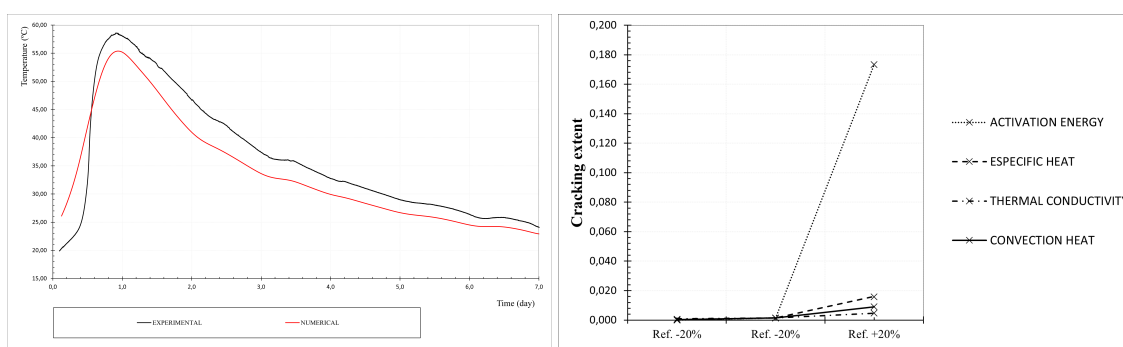 Temperature (°C)
60,00
55,00
50,00
45,00
40,00
35,00
30,00
25,00
20,00
15,00
0,0 1,0 2,0 3,0 4,0 5,0 6,0 7,0
Time (day)
EXPERIMENTAL NUMERICAL
Cracking extent
0,200
0,180
0,160
0,140
0,120
0,100
0,080
0,060
0,040
0,020
0,000
Ref. -20% Ref. -20% Ref. +20%
ACTIVATION ENERGY
ESPECIFIC HEAT
THERMAL CONDUCTIVITY
CONVECTION HEAT